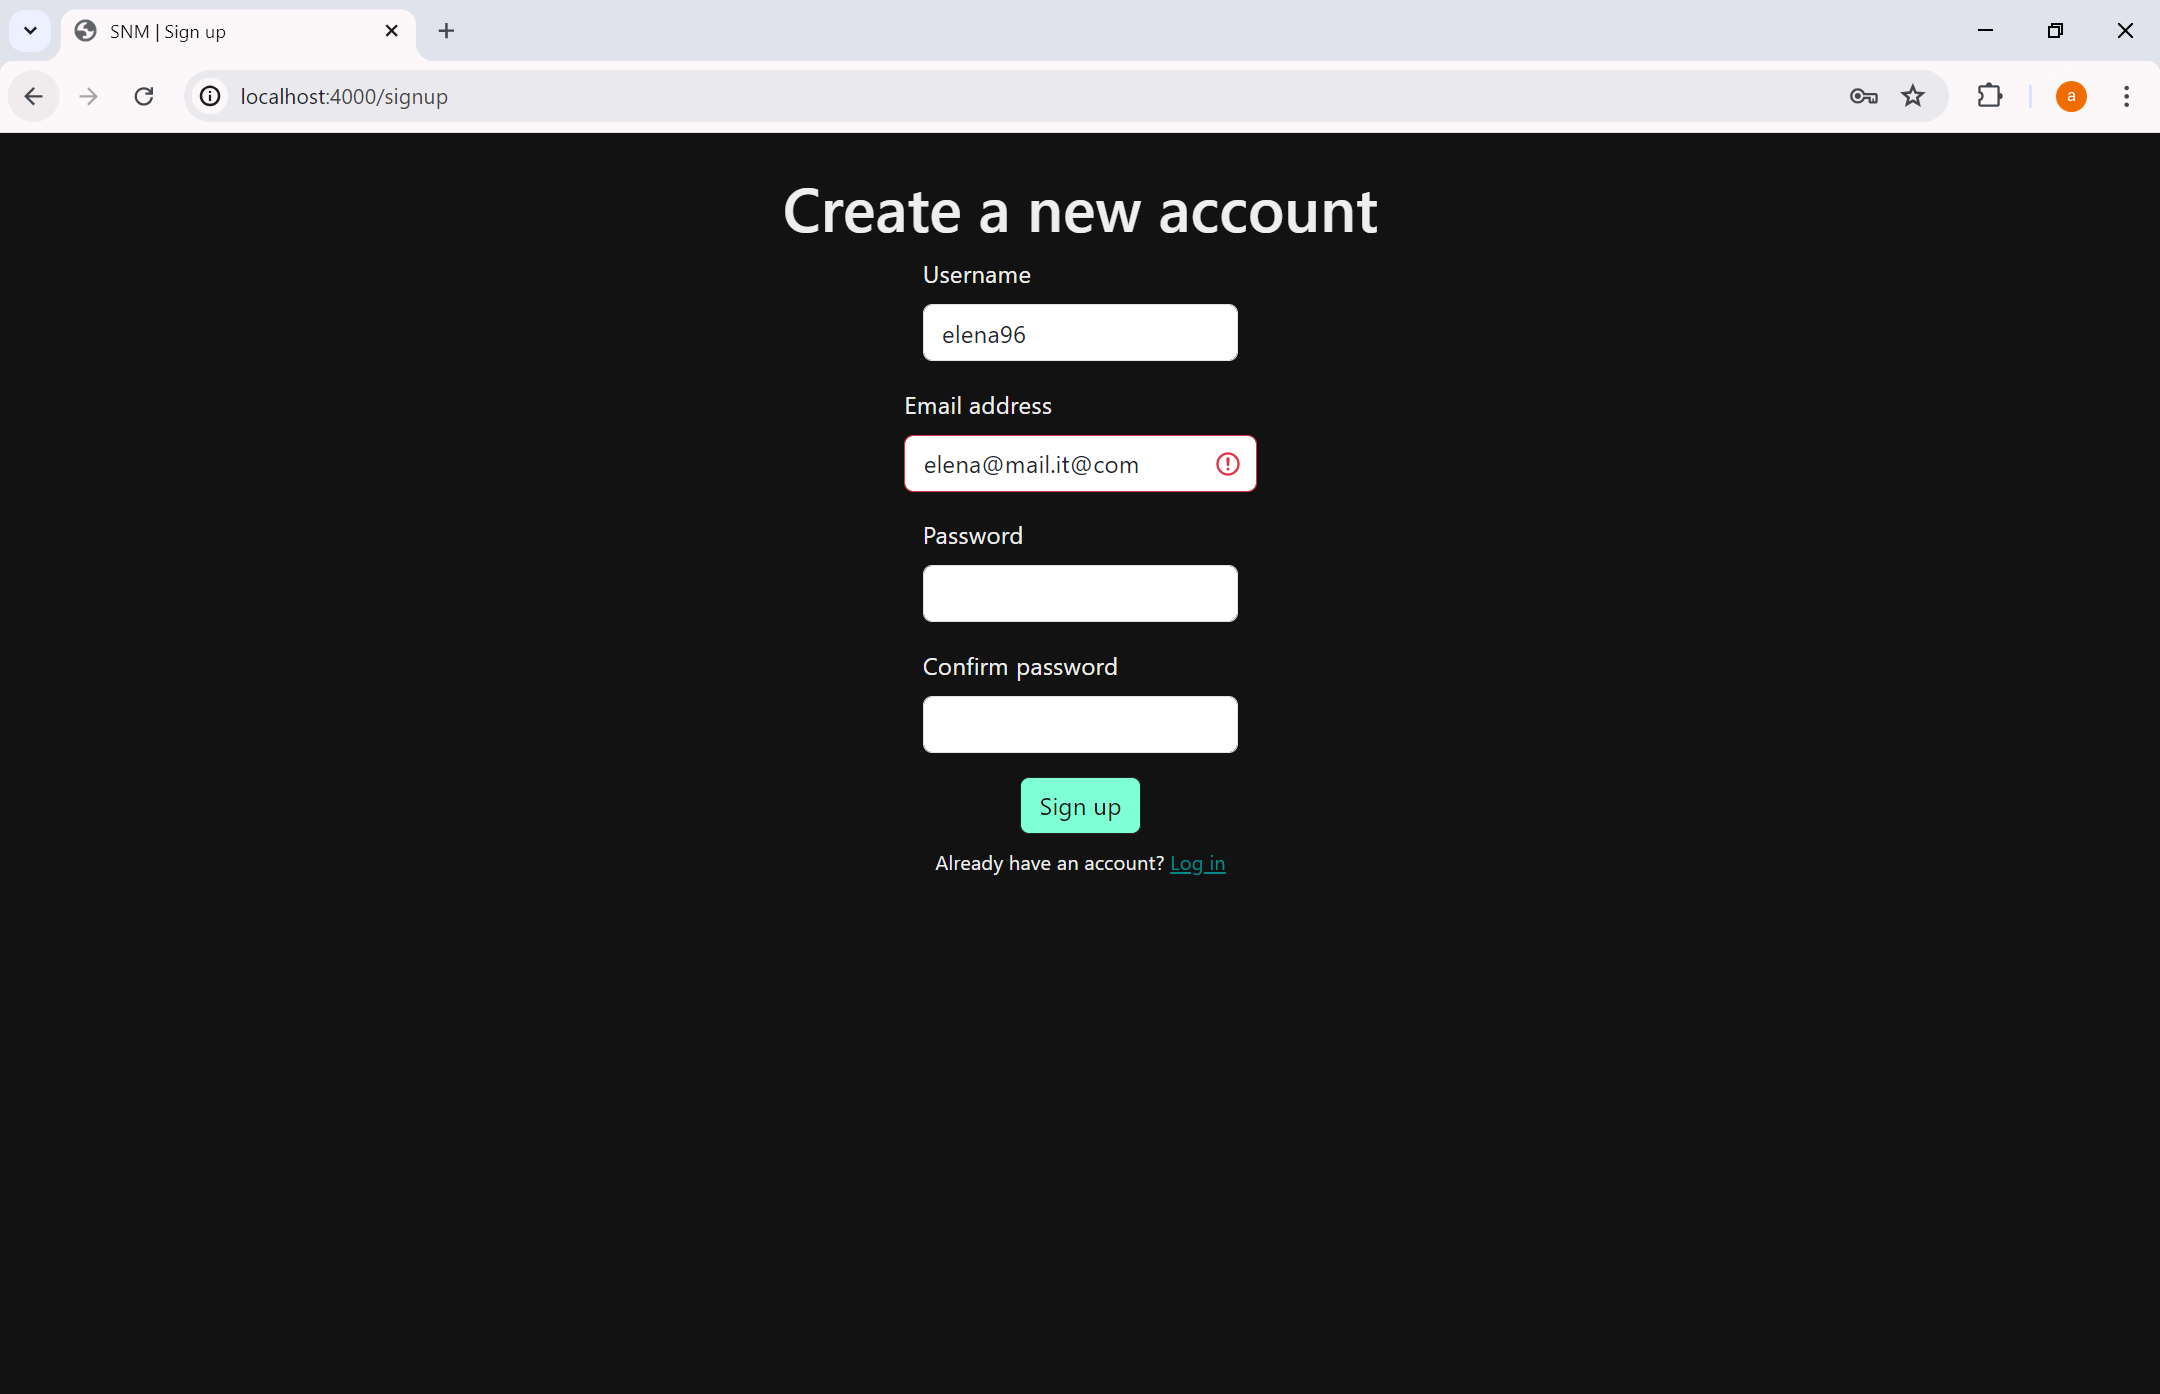 SNM | Sign up
localhost:4000/signup
a
Create a new account
Username
elena96
Email address
elena@mail.it@com
Password
Confirm password
Sign up
Already have an account? Log in